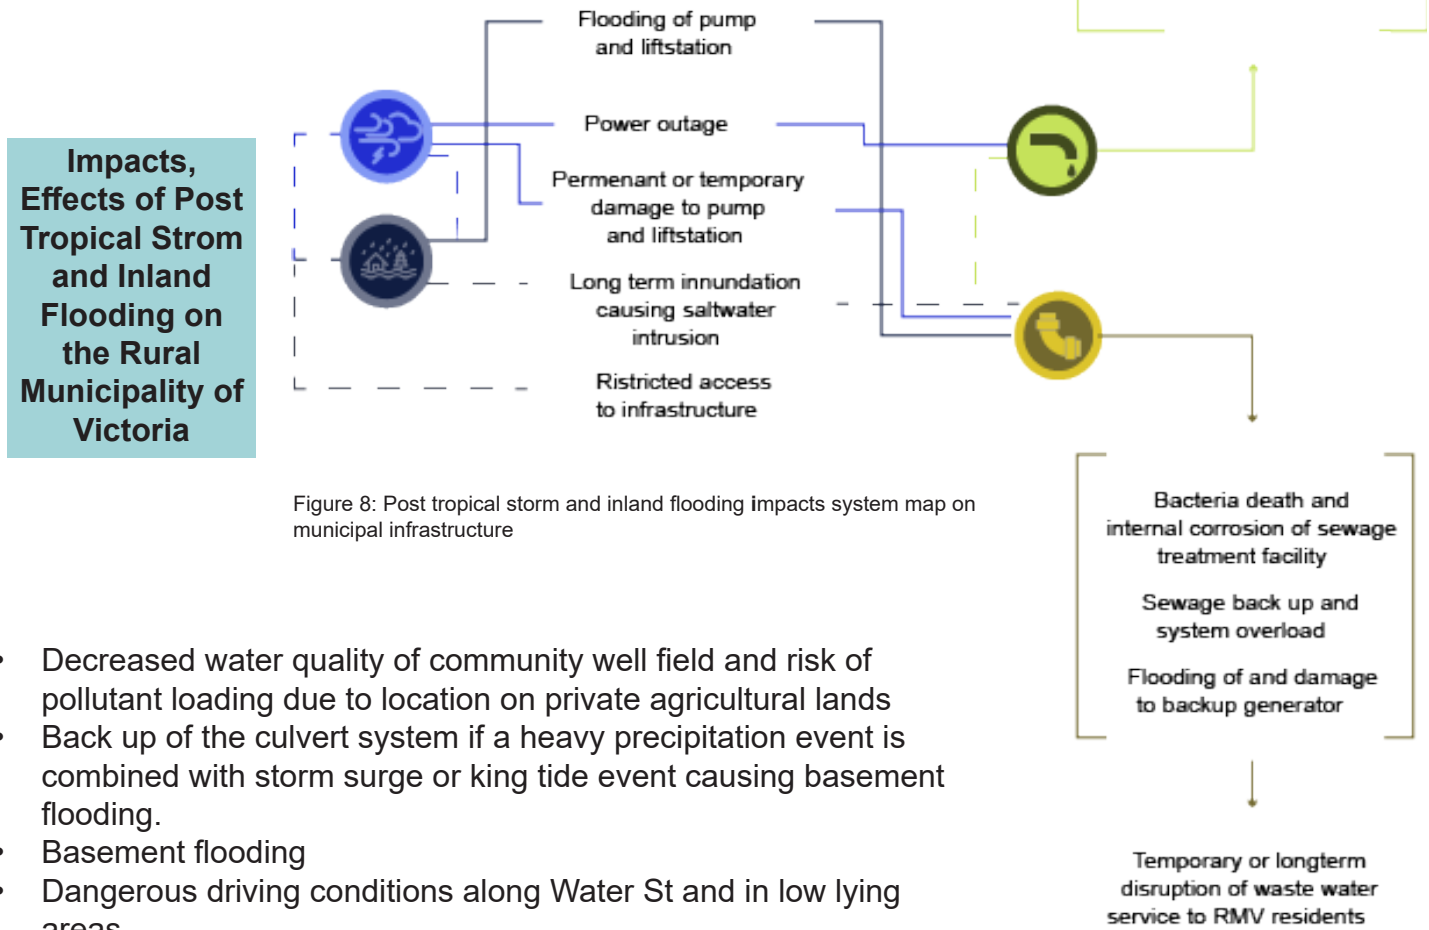 Impacts,
Effects of Post
Tropical Strom
and Inland
Flooding on
the Rural
Municipality of
Victoria
Flooding of pump
and liftstation
Power outage
Permenant or temporary
damage to pump
and liftstation
Long term innundation
causing saltwater
intrusion
Ristricted access
to infrastructure
Figure 8: Post tropical storm and inland flooding impacts system map on
municipal infrastructure
Bacteria death and
internal corrosion of sewage
treatment facility
Sewage back up and
system overload
Flooding of and damage
to backup generator
Temporary or longterm
disruption of waste water
service to RMV residents
• Decreased water quality of community well field and risk of
pollutant loading due to location on private agricultural lands
• Back up of the culvert system if a heavy precipitation event is
combined with storm surge or king tide event causing basement
flooding.
• Basement flooding
• Dangerous driving conditions along Water St and in low lying
areas